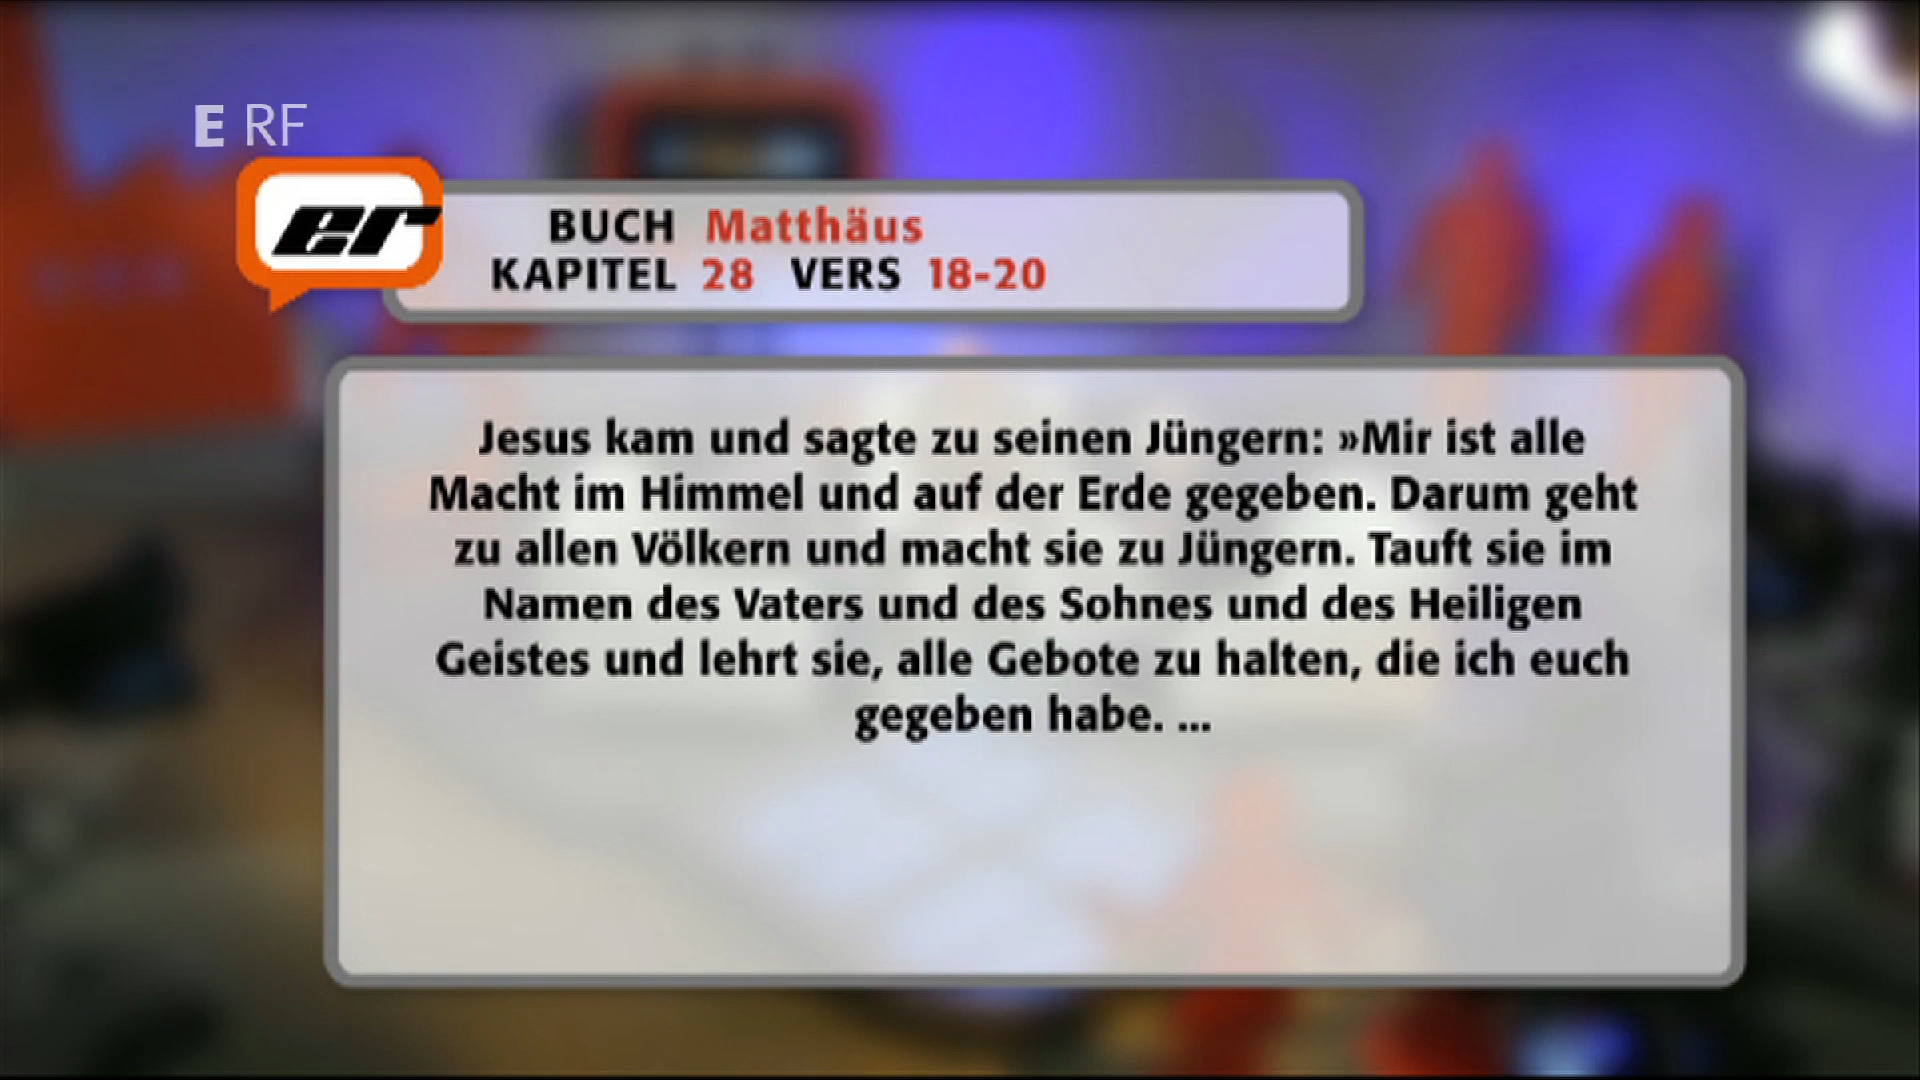 E RF
er
BUCH Matthäus
KAPITEL 28 VERS 18-20
Jesus kam und sagte zu seinen Jüngern: »Mir ist alle
Macht im Himmel und auf der Erde gegeben. Darum geht
zu allen Völkern und macht sie zu Jüngern. Tauft sie im
Namen des Vaters und des Sohnes und des Heiligen
Geistes und lehrt sie, alle Gebote zu halten, die ich euch
gegeben habe. ...